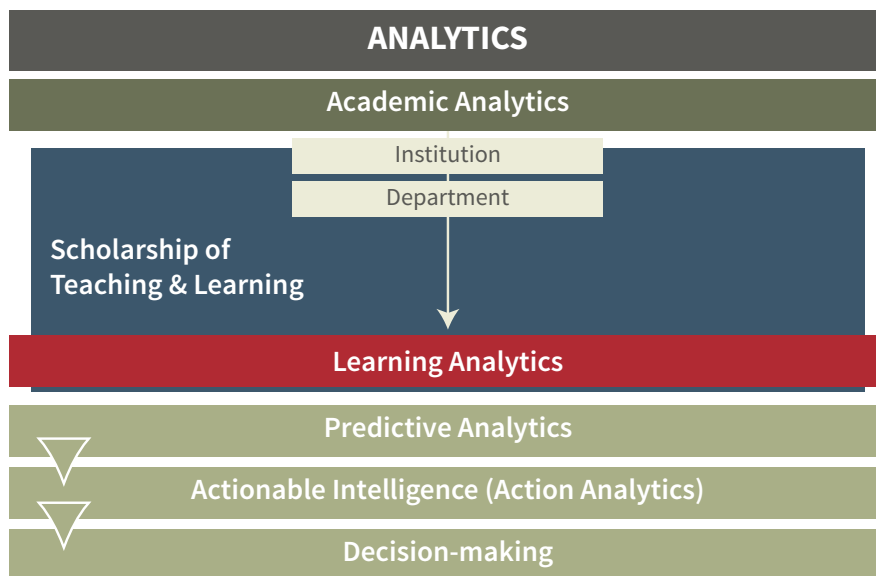 ANALYTICS
Academic Analytics
Institution
Department
Scholarship of
Teaching & Learning
Learning Analytics
Predictive Analytics
Actionable Intelligence (Action Analytics)
Decision-making